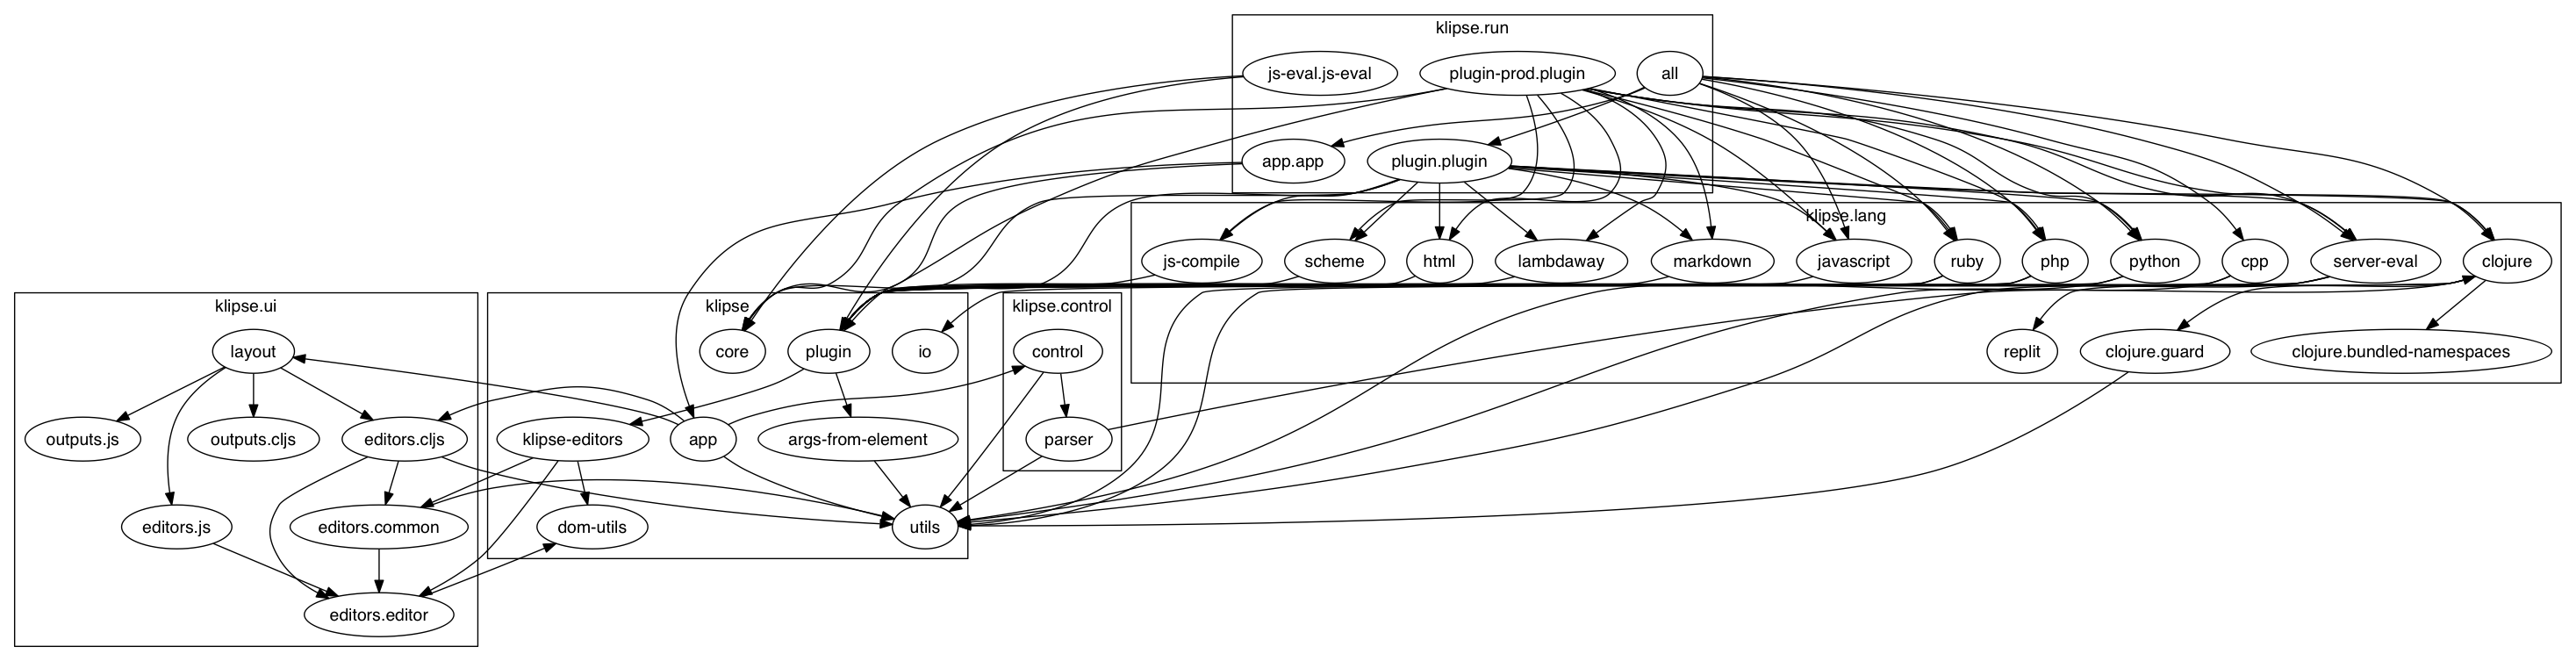 klipse.run
js-eval.js-eval
plugin-prod.plugin
all
app.app
plugin.plugin
klipse.lang
js-compile
scheme
html
lambdaway
markdown
javascript
ruby
php
python
cpp
server-eval
clojure
klipse.ui
klipse
klipse.control
layout
core
plugin
io
control
replit
clojure.guard
clojure.bundled-namespaces
outputs.js
outputs.cljs
editors.cljs
klipse-editors
app
args-from-element
parser
editors.js
editors.common
dom-utils
utils
editors.editor